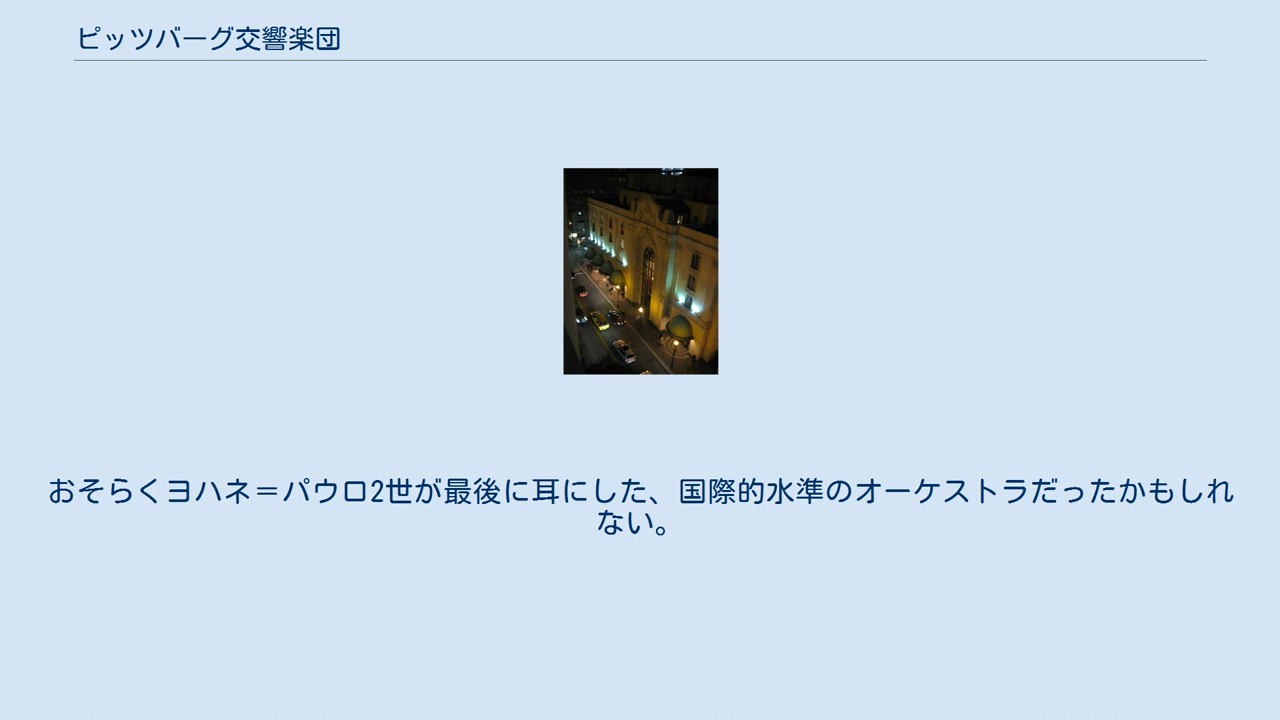 ピッツバーグ交響楽団
おそらくヨハネ＝パウロ2世が最後に耳にした、国際的水準のオーケストラだったかもしれ
ない。